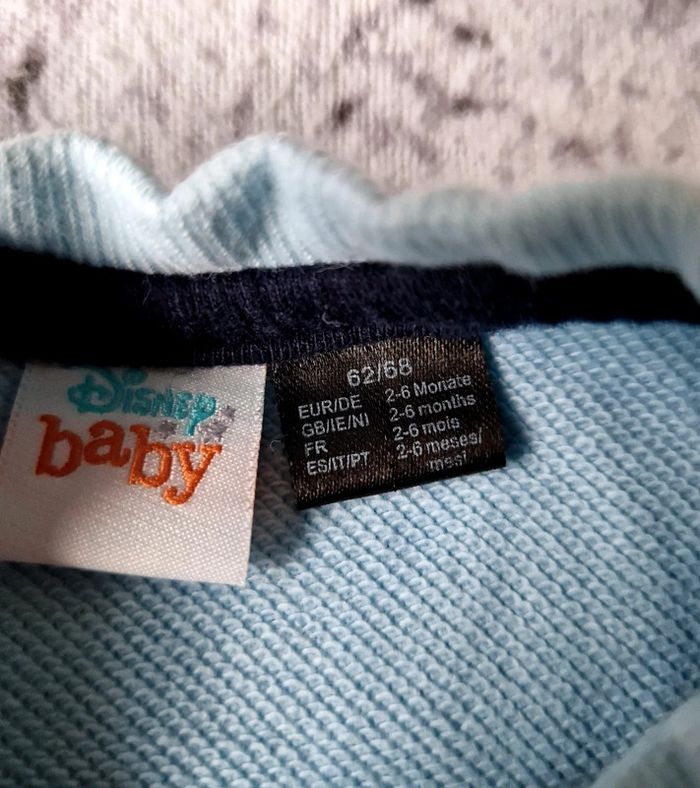 Disney
baby
62/68
EUR/DE 2-6 Monate
GB/IE/NI 2-6 months
FR 2-6 mois
ES/IT/PT 2-6 meses/
mesi